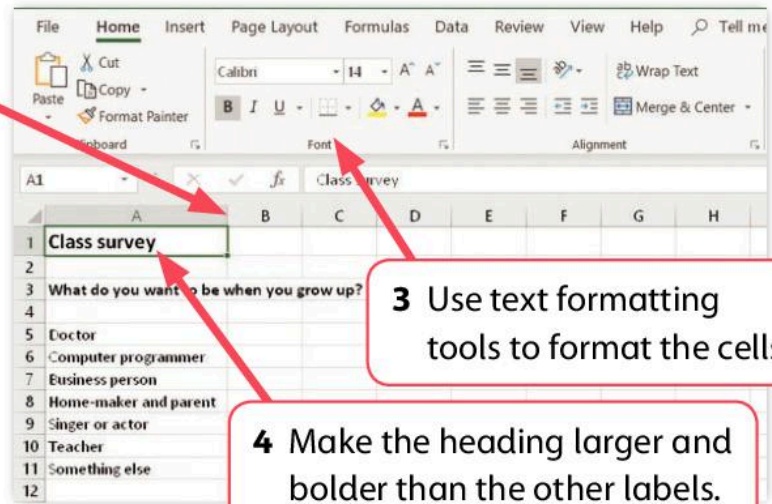 File Home Insert Page Layout Formulas Data Review View Help Tell me
Cut
Copy
Paste
Format Painter
Calibri 14 A^ A˅
B I U A
Wrap Text
Merge & Center
Font
Alignment
A1 fx Class
A B C D E F G H
1 Class survey
2
3 What do you want to be when you grow up?
4
5 Doctor
6 Computer programmer
7 Business person
8 Home-maker and parent
9 Singer or actor
10 Teacher
11 Something else
12
3 Use text formatting
tools to format the cells
4 Make the heading larger and
bolder than the other labels.